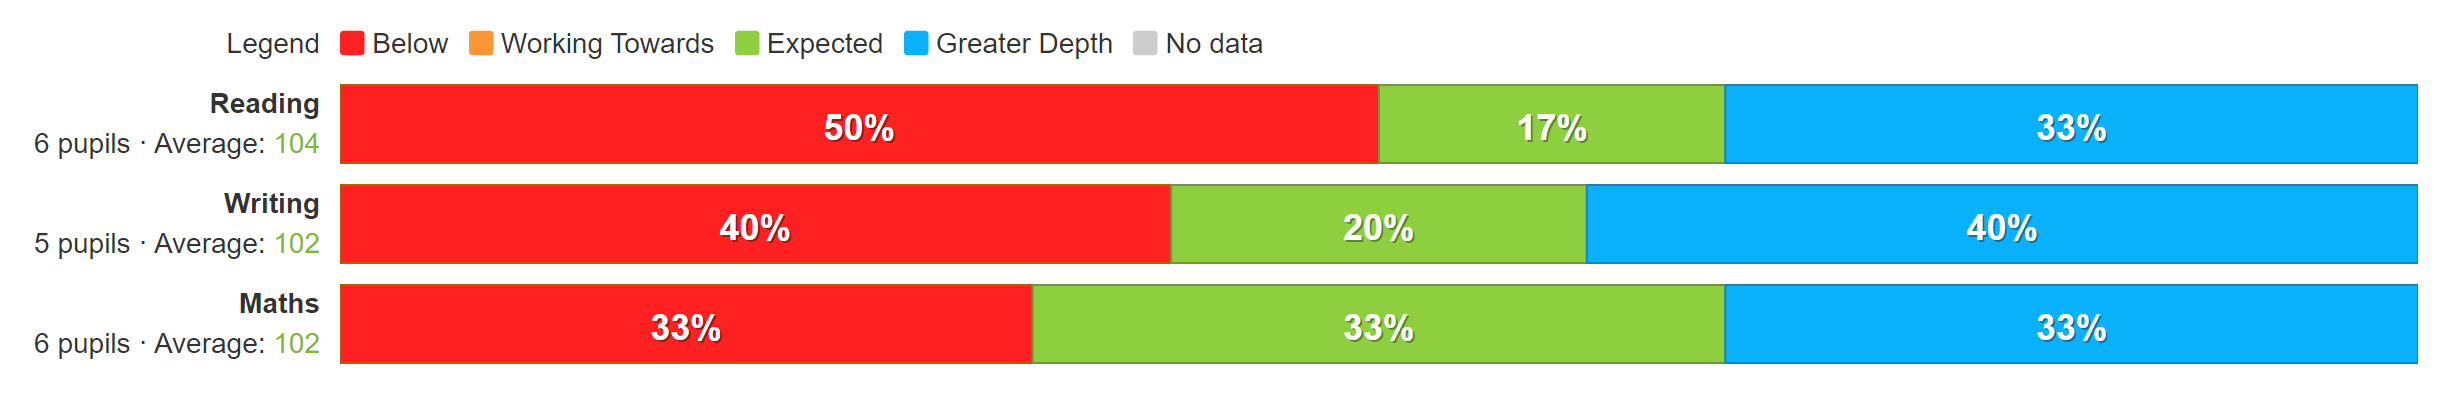 Legend Below Working Towards Expected Greater Depth No data
Reading
6 pupils · Average: 104
50% 17% 33%
Writing
5 pupils · Average: 102
40% 20% 40%
Maths
6 pupils · Average: 102
33% 33% 33%